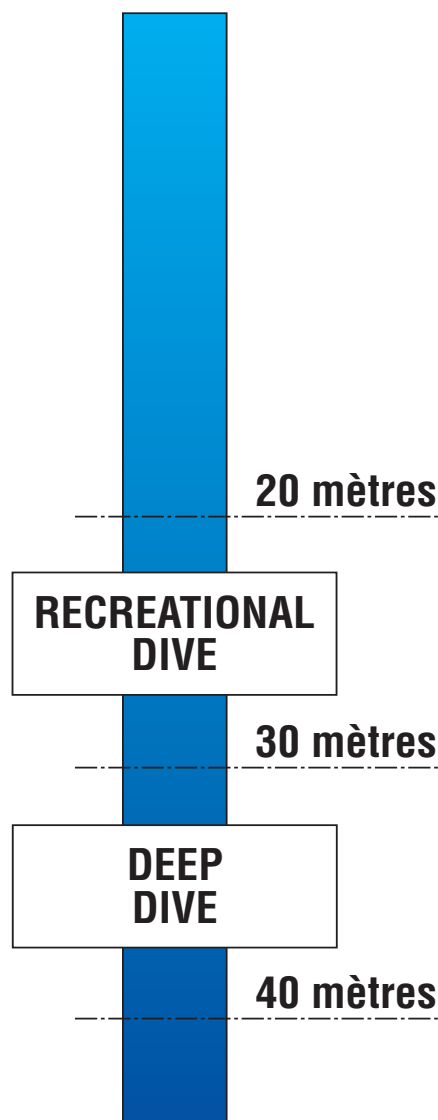 20 mètres
RECREATIONAL
DIVE
30 mètres
DEEP
DIVE
40 mètres